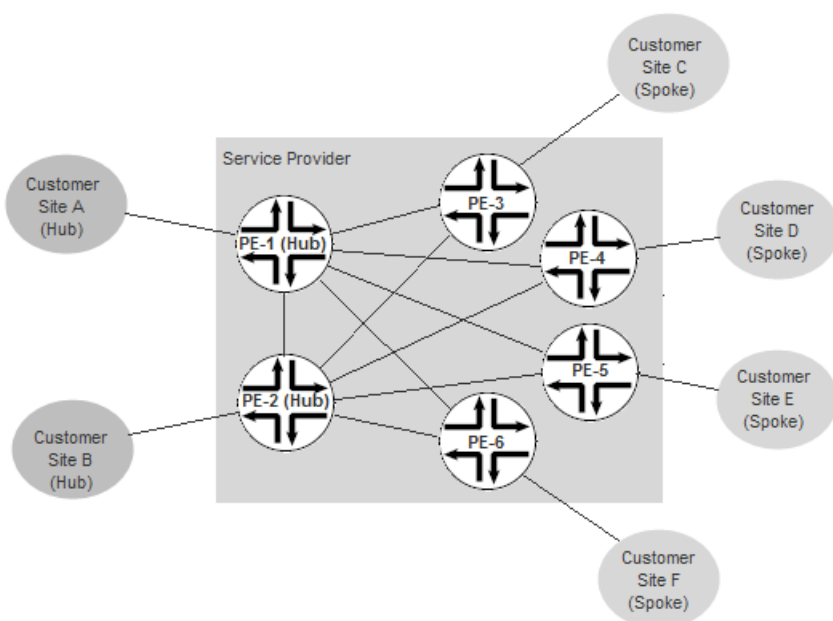 Customer
Site C
(Spoke)
Service Provider
Customer
Site A
(Hub)
PE-3
Customer
Site D
(Spoke)
PE-1 (Hub)
PE-4
PE-5
Customer
Site E
(Spoke)
PE-2 (Hub)
Customer
Site B
(Hub)
PE-6
Customer
Site F
(Spoke)